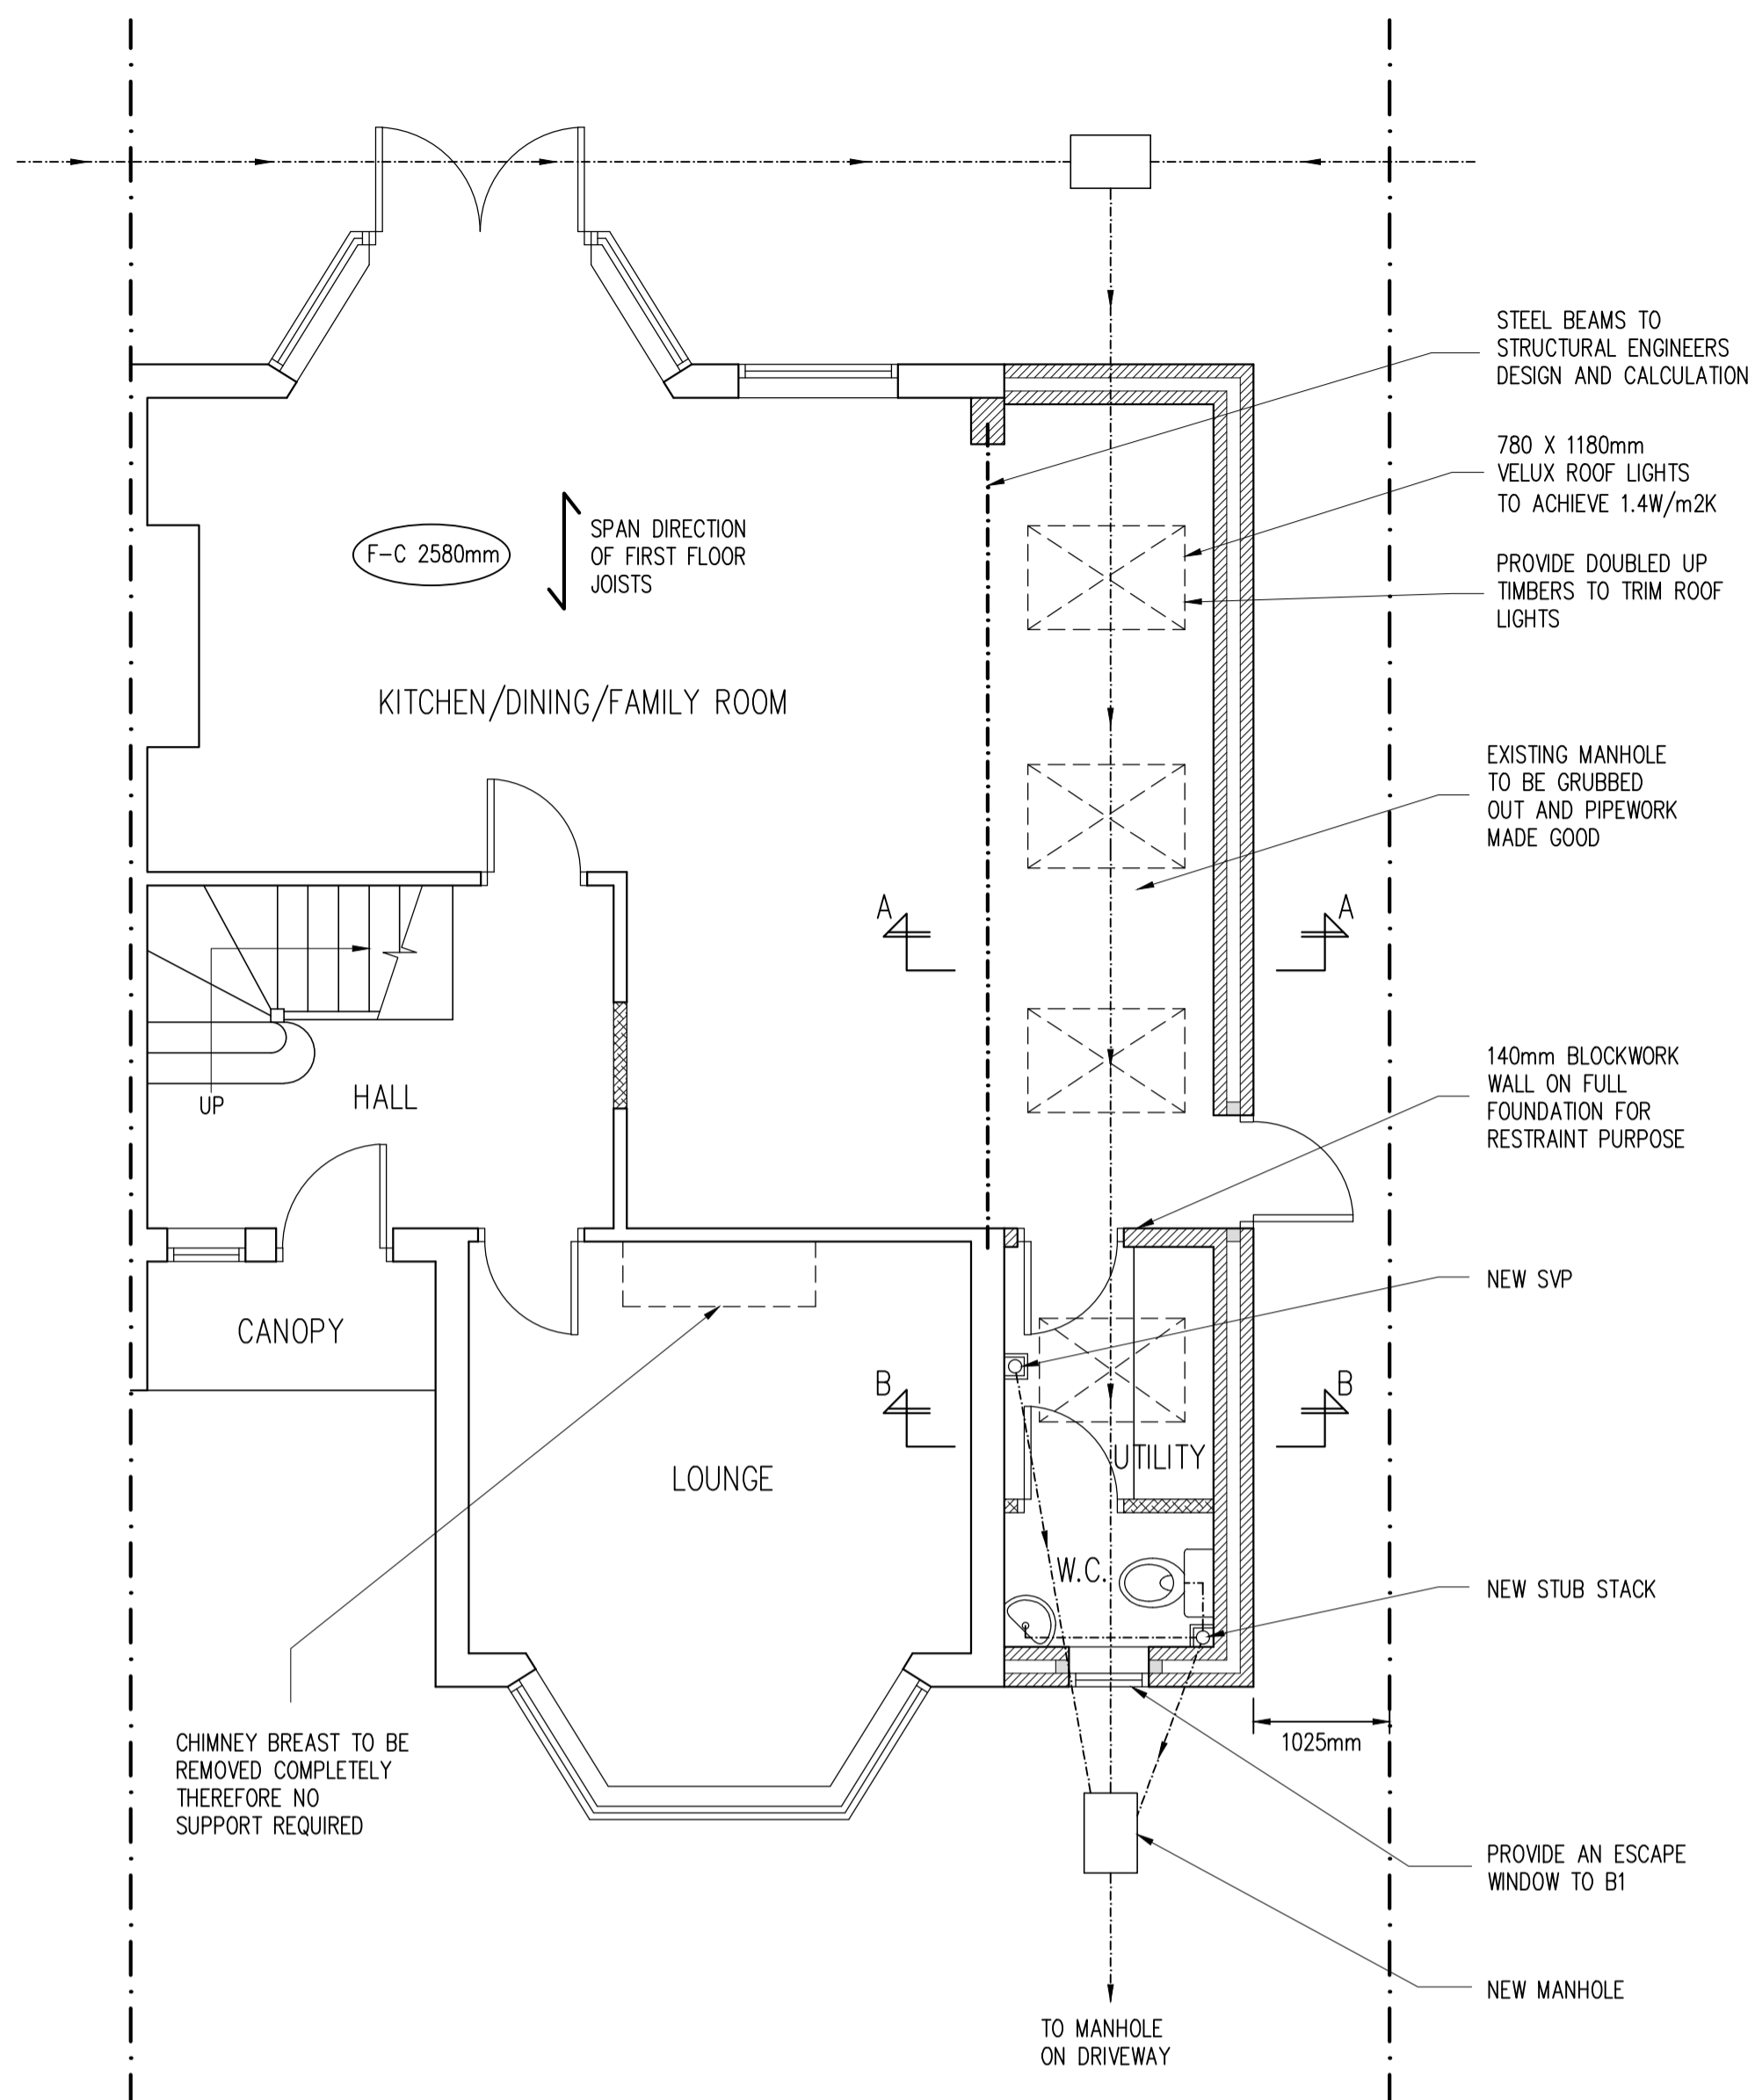 STEEL BEAMS TO
STRUCTURAL ENGINEERS
DESIGN AND CALCULATION
780 X 1180mm
VELUX ROOF LIGHTS
TO ACHIEVE 1.4W/m2K
PROVIDE DOUBLED UP
TIMBERS TO TRIM ROOF
LIGHTS
F-C 2580mm
SPAN DIRECTION
OF FIRST FLOOR
JOISTS
KITCHEN/DINING/FAMILY ROOM
EXISTING MANHOLE
TO BE GRUBBED
OUT AND PIPEWORK
MADE GOOD
A
A
140mm BLOCKWORK
WALL ON FULL
FOUNDATION FOR
RESTRAINT PURPOSE
UP
HALL
NEW SVP
CANOPY
B
B
LOUNGE
UTILITY
W.C.
NEW STUB STACK
CHIMNEY BREAST TO BE
REMOVED COMPLETELY
THEREFORE NO
SUPPORT REQUIRED
1025mm
PROVIDE AN ESCAPE
WINDOW TO B1
NEW MANHOLE
TO MANHOLE
ON DRIVEWAY